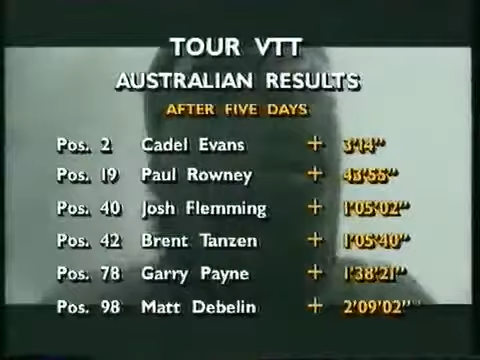 TOUR VTT
AUSTRALIAN RESULTS
AFTER FIVE DAYS
Pos. 2 Cadel Evans + 3'14"
Pos. 19 Paul Rowney + 43'55"
Pos. 40 Josh Flemming + 1'05'02"
Pos. 42 Brent Tanzen + 1'05'40"
Pos. 78 Garry Payne + 1'38'21"
Pos. 98 Matt Debelin + 2'09'02"